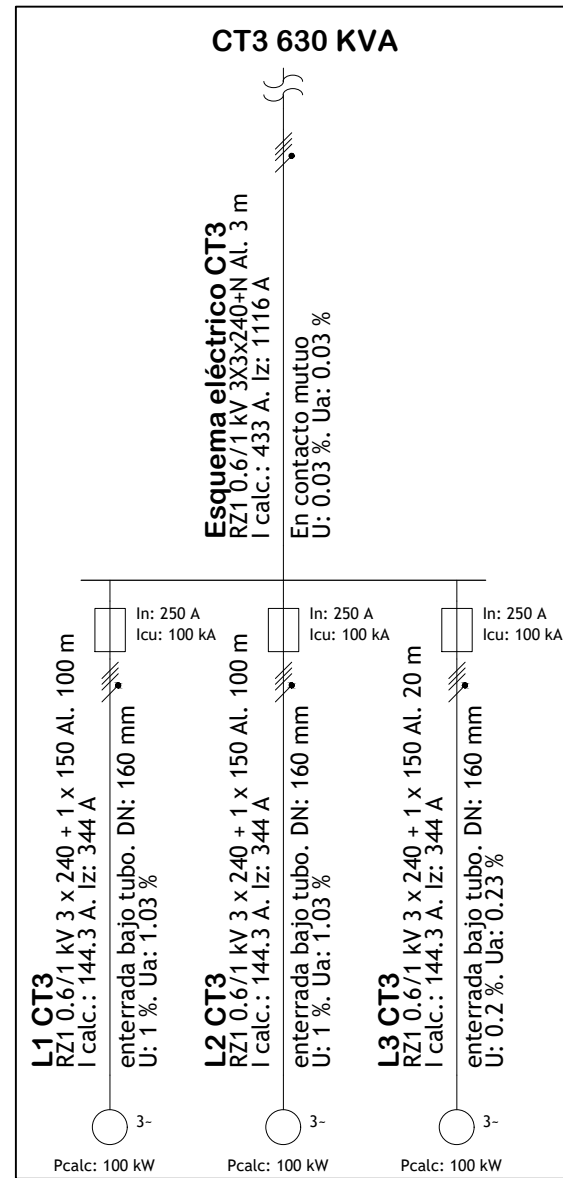 CT3 630 KVA
Esquema eléctrico CT3
RZ1 0.6/1 kV 3X3x240+N Al. 3 m
I calc.: 433 A. Iz: 1116 A
En contacto mutuo
U: 0.03 %. Ua: 0.03 %
In: 250 A
Icu: 100 kA
L1 CT3
RZ1 0.6/1 kV 3 x 240 + 1 x 150 Al. 100 m
I calc.: 144.3 A. Iz: 344 A
enterrada bajo tubo. DN: 160 mm
U: 1 %. Ua: 1.03 %
3~
Pcalc: 100 kW
In: 250 A
Icu: 100 kA
L2 CT3
RZ1 0.6/1 kV 3 x 240 + 1 x 150 Al. 100 m
I calc.: 144.3 A. Iz: 344 A
enterrada bajo tubo. DN: 160 mm
U: 1 %. Ua: 1.03 %
3~
Pcalc: 100 kW
In: 250 A
Icu: 100 kA
L3 CT3
RZ1 0.6/1 kV 3 x 240 + 1 x 150 Al. 20 m
I calc.: 144.3 A. Iz: 344 A
enterrada bajo tubo. DN: 160 mm
U: 0.2 %. Ua: 0.23 %
3~
Pcalc: 100 kW